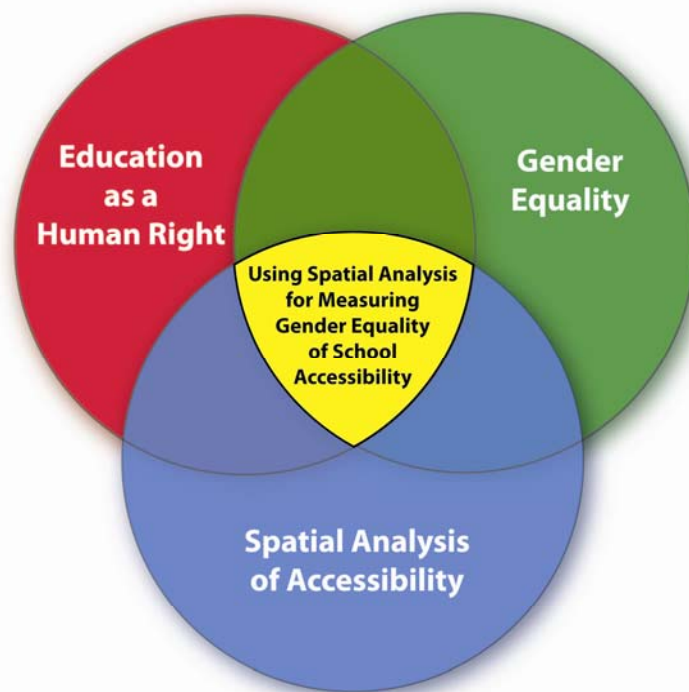 Education
as a
Human Right
Gender
Equality
Using Spatial Analysis
for Measuring
Gender Equality
of School
Accessibility
Spatial Analysis
of Accessibility